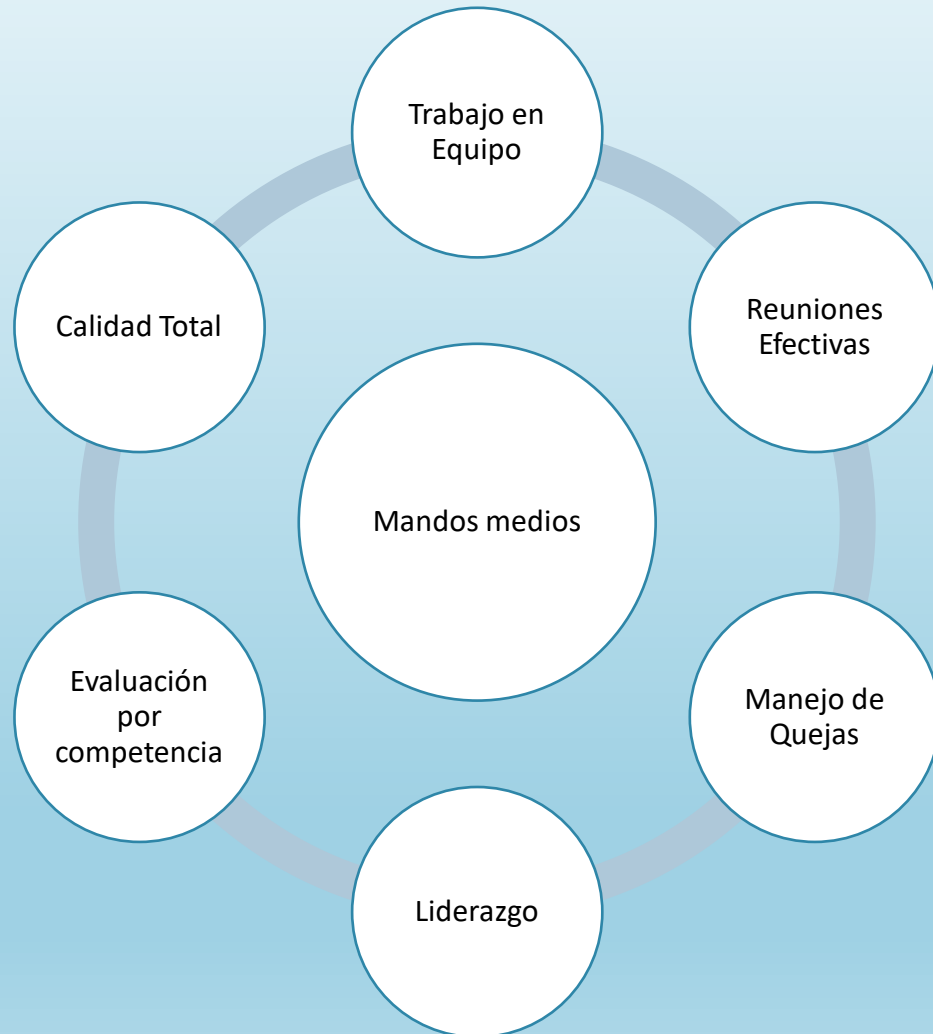 Trabajo en
Equipo
Reuniones
Efectivas
Manejo de
Quejas
Liderazgo
Evaluación
por
competencia
Calidad Total
Mandos medios